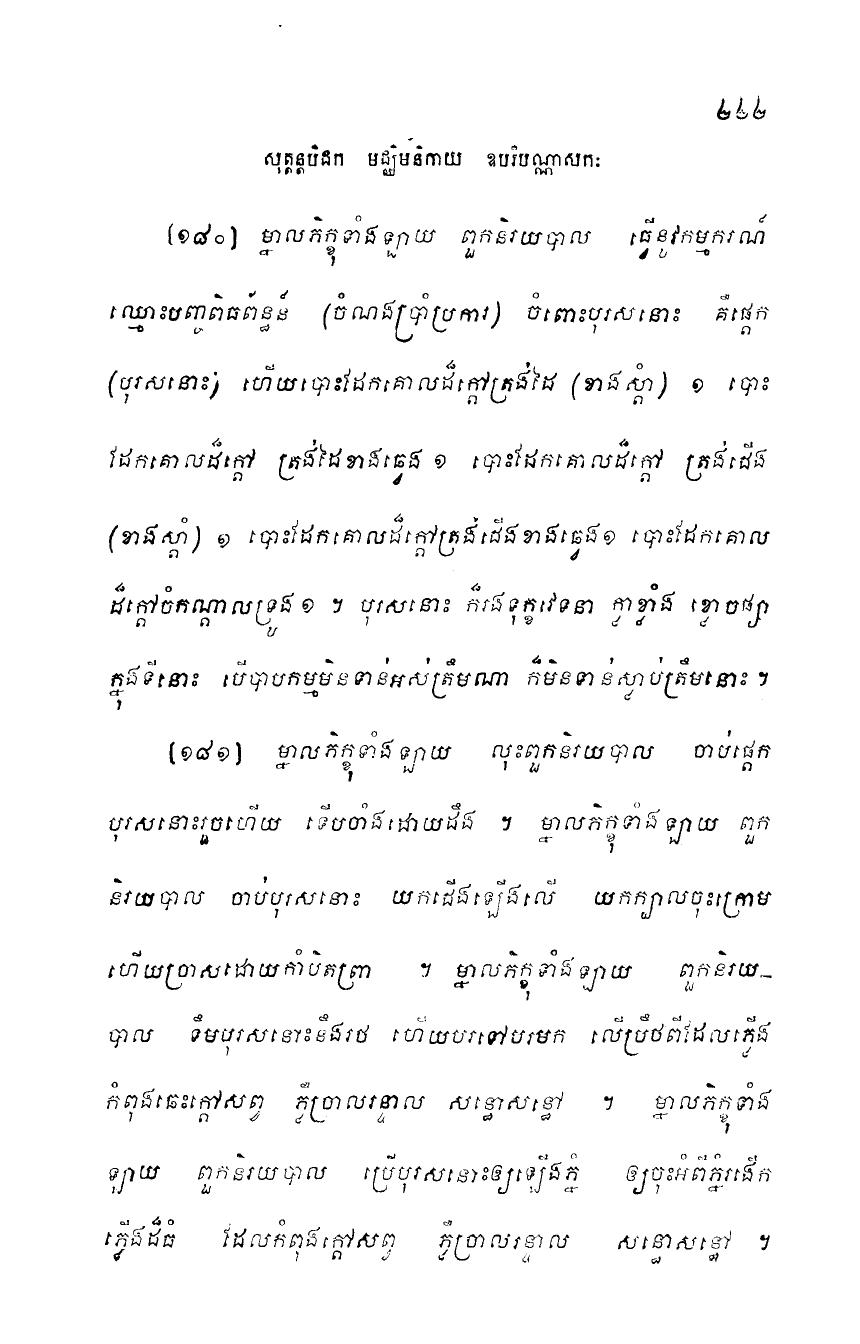 ២៤២
សុត្តន្តបិដក មជ្ឈិមនិកាយ ឧបរិបណ្ណាសកៈ
[១៨០] ម្នាលភិក្ខុទាំងឡាយ ពួកនិរយបាល ធ្វើនូវកម្មករណ៍
ឈ្មោះបញ្ចពិធព័ន្ធន៍ (ចំណងប្រាំប្រការ) ចំពោះបុរសនោះ គឺផ្តេក
(បុរសនោះ) ហើយបោះដែកគោលដ៏ក្តៅត្រង់ដៃ (ខាងស្តាំ) ១ បោះ
ដែកគោលដ៏ក្តៅ ត្រង់ដៃខាងឆ្វេង ១ បោះដែកគោលដ៏ក្តៅ ត្រង់ជើង
(ខាងស្តាំ) ១ បោះដែកគោលដ៏ក្តៅត្រង់ជើងខាងឆ្វេង១ បោះដែកគោល
ដ៏ក្តៅចំកណ្តាលទ្រូង ១ ។ បុរសនោះ ក៏រងទុក្ខវេទនា ក្លាខ្លាំង ខ្លោចផ្សា
ក្នុងទីនោះ បើបាបកម្មមិនទាន់អស់ត្រឹមណា ក៏មិនទាន់ស្លាប់ត្រឹមនោះ ។
[១៨១] ម្នាលភិក្ខុទាំងឡាយ លុះពួកនិរយបាល ចាប់ផ្តេក
បុរសនោះរួចហើយ ទើបចាំងដោយដឹង ។ ម្នាលភិក្ខុទាំងឡាយ ពួក
និរយបាល ចាប់បុរសនោះ យកជើងឡើងលើ យកក្បាលចុះក្រោម
ហើយច្រាសដោយកាំបិតព្រា ។ ម្នាលភិក្ខុទាំងឡាយ ពួកនិរយ-
បាល ទឹមបុរសនោះនឹងរថ ហើយបរទៅបរមក លើប្រឹថពីដែលភ្លើង
កំពុងឆេះក្តៅសព្វ ភ្លឺច្រាលរន្ទាល សន្ធោសន្ធៅ ។ ម្នាលភិក្ខុទាំង
ឡាយ ពួកនិរយបាល ប្រើបុរសនោះឲ្យឡើងភ្នំ ឲ្យចុះអំពីភ្នំរងើក
ភ្លើងដ៏ធំ ដែលកំពុងក្តៅសព្វ ភ្លឺច្រាលរន្ទាល សន្ធោសន្ធៅ ។